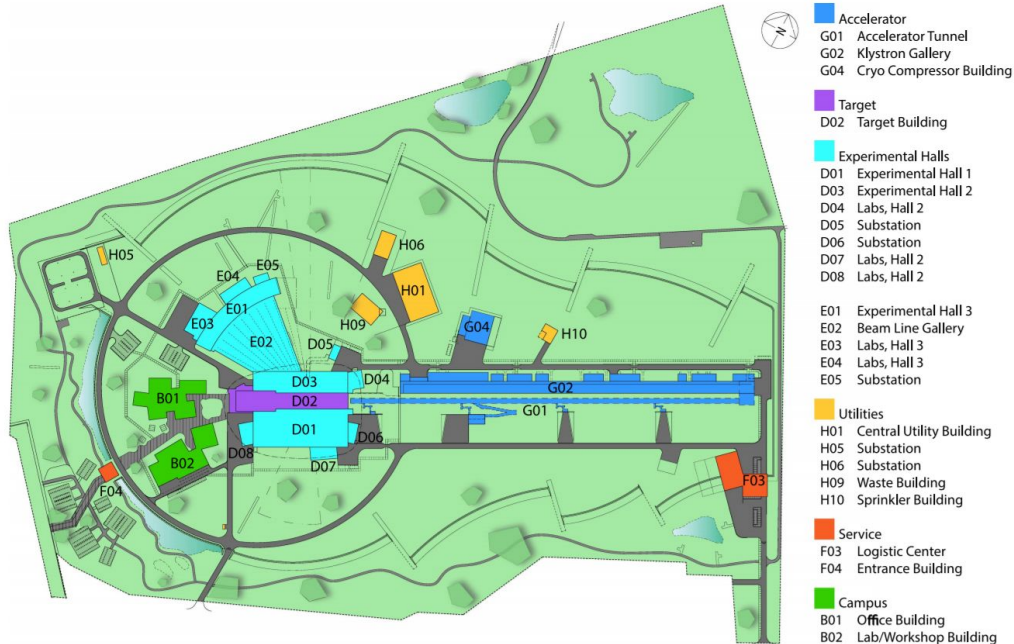 N
Accelerator
G01 Accelerator Tunnel
G02 Klystron Gallery
G04 Cryo Compressor Building
Target
D02 Target Building
Experimental Halls
D01 Experimental Hall 1
D03 Experimental Hall 2
D04 Labs, Hall 2
D05 Substation
D06 Substation
D07 Labs, Hall 2
D08 Labs, Hall 2
E01 Experimental Hall 3
E02 Beam Line Gallery
E03 Labs, Hall 3
E04 Labs, Hall 3
E05 Substation
Utilities
H01 Central Utility Building
H05 Substation
H06 Substation
H09 Waste Building
H10 Sprinkler Building
Service
F03 Logistic Center
F04 Entrance Building
Campus
B01 Office Building
B02 Lab/Workshop Building
H06
H05
E05
E04
H01
E01
E03
H09
G04
H10
E02
D05
D03
D04
G02
B01
D02
G01
D01
D06
D08
D07
B02
F04
F03